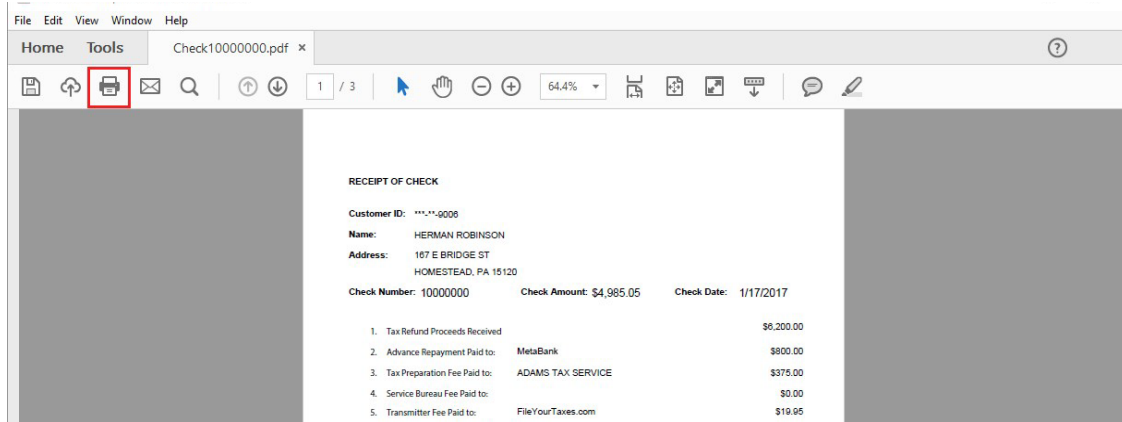 File Edit View Window Help
Home Tools Check10000000.pdf × ?
1 / 3 64.4%
RECEIPT OF CHECK
Customer ID: ***-**-9006
Name: HERMAN ROBINSON
Address: 167 E BRIDGE ST
HOMESTEAD, PA 15120
Check Number: 10000000 Check Amount: $4,985.05 Check Date: 1/17/2017
1. Tax Refund Proceeds Received $6,200.00
2. Advance Repayment Paid to: MetaBank $800.00
3. Tax Preparation Fee Paid to: ADAMS TAX SERVICE $375.00
4. Service Bureau Fee Paid to: $0.00
5. Transmitter Fee Paid to: FileYourTaxes.com $19.95